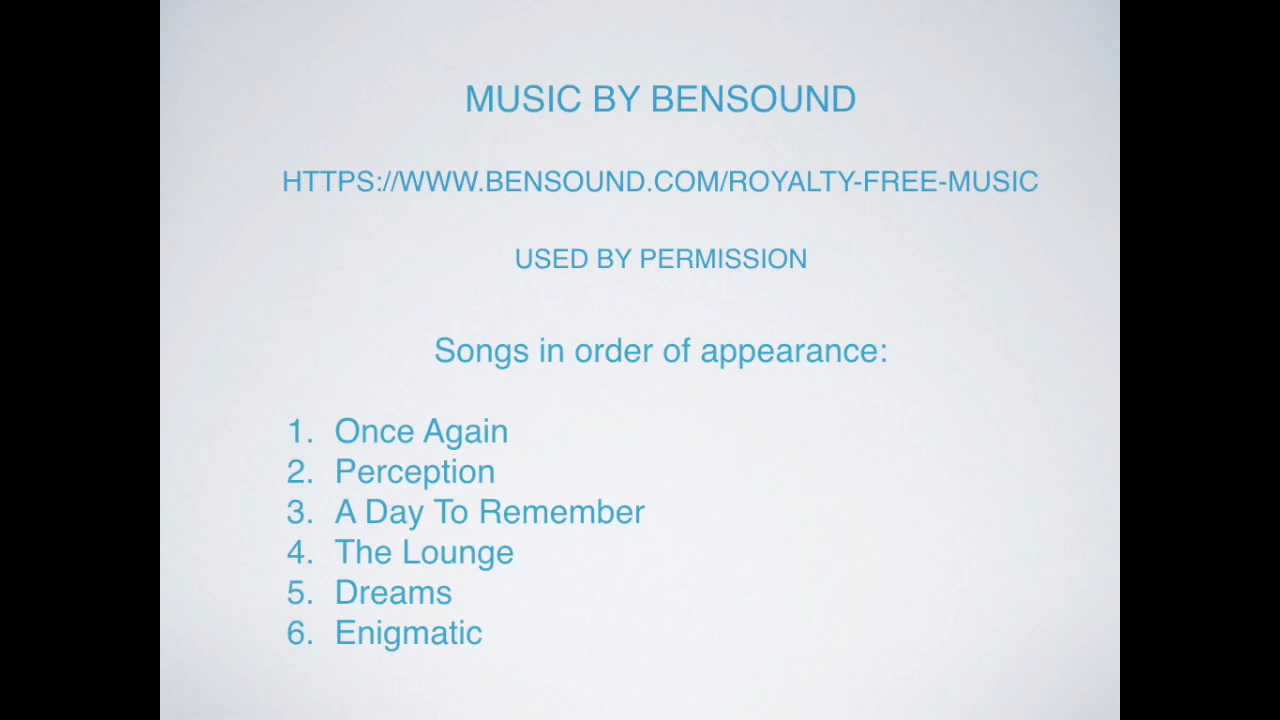 MUSIC BY BENSOUND
HTTPS://WWW.BENSOUND.COM/ROYALTY-FREE-MUSIC
USED BY PERMISSION
Songs in order of appearance:
1. Once Again
2. Perception
3. A Day To Remember
4. The Lounge
5. Dreams
6. Enigmatic